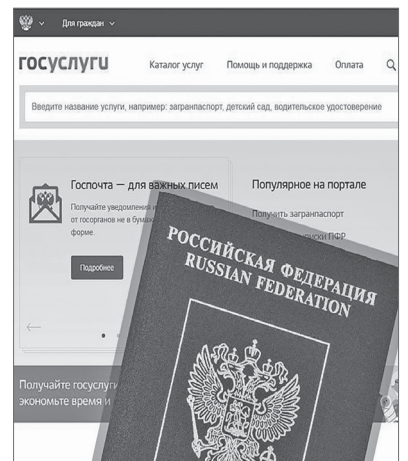 Для граждан
госуслуги
Каталог услуг
Помощь и поддержка
Оплата
Введите название услуги, например: загранпаспорт, детский сад, водительское удостоверение
Госпочта — для важных писем
Получайте уведомления и
от госорганов не в
форме.
Подробнее
Популярное на портале
Получить загранпаспорт
ПФР
РОССИЙСКАЯ ФЕДЕРАЦИЯ
RUSSIAN FEDERATION
Получайте госуслуги
экономьте время и